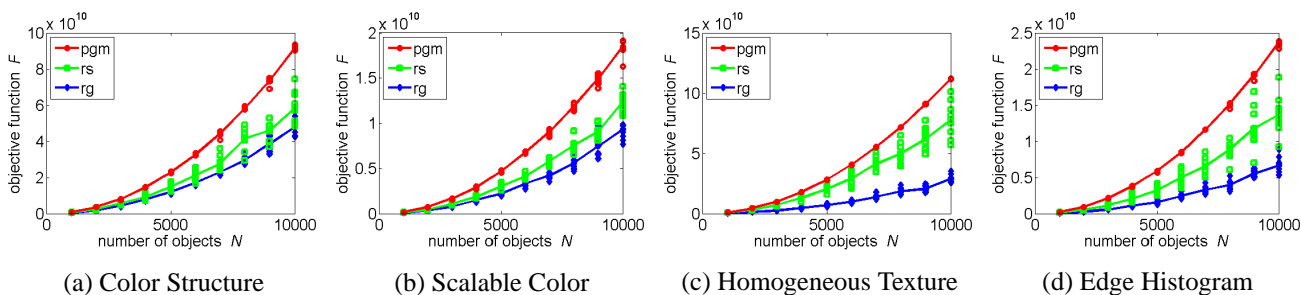 x 10^10
10
8
6
4
2
0
0
5000
10000
objective function F
number of objects N
pgm
rs
rg
(a) Color Structure
x 10^10
2
1.5
1
0.5
0
0
5000
10000
objective function F
number of objects N
pgm
rs
rg
(b) Scalable Color
x 10^10
15
10
5
0
0
5000
10000
objective function F
number of objects N
pgm
rs
rg
(c) Homogeneous Texture
x 10^10
2.5
2
1.5
1
0.5
0
0
5000
10000
objective function F
number of objects N
pgm
rs
rg
(d) Edge Histogram